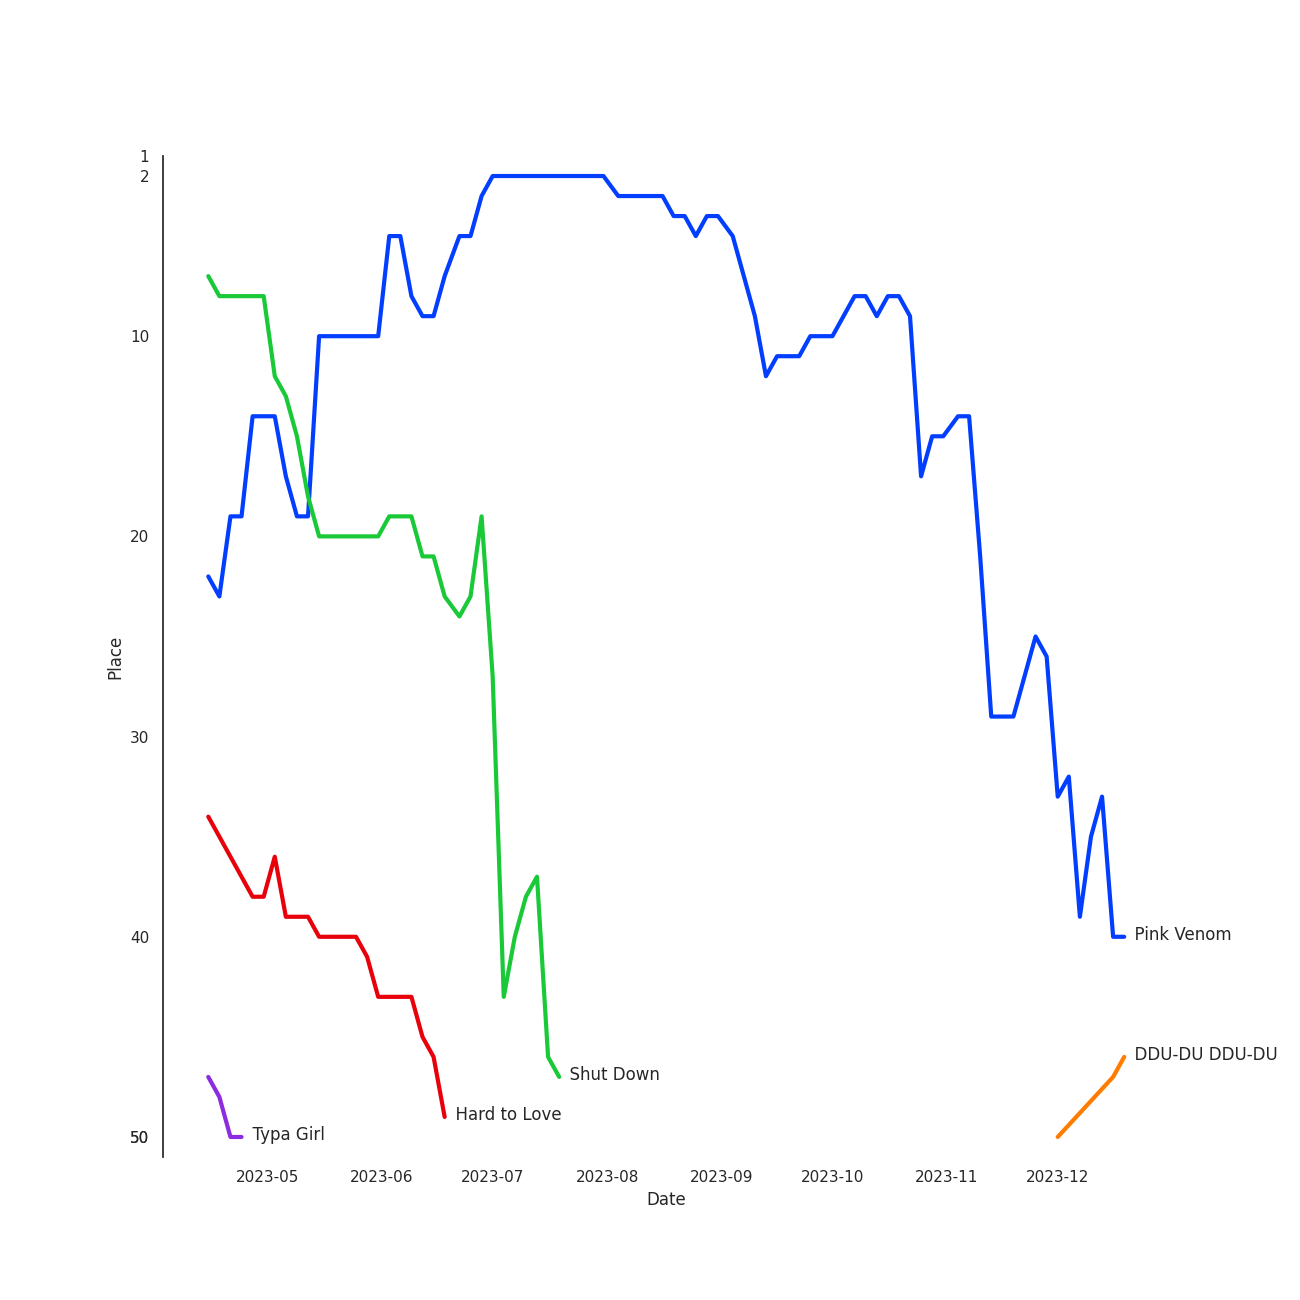 1
2
10
20
30
40
50
Place
Pink Venom
DDU-DU DDU-DU
Shut Down
Hard to Love
Typa Girl
2023-05 2023-06 2023-07 2023-08 2023-09 2023-10 2023-11 2023-12
Date